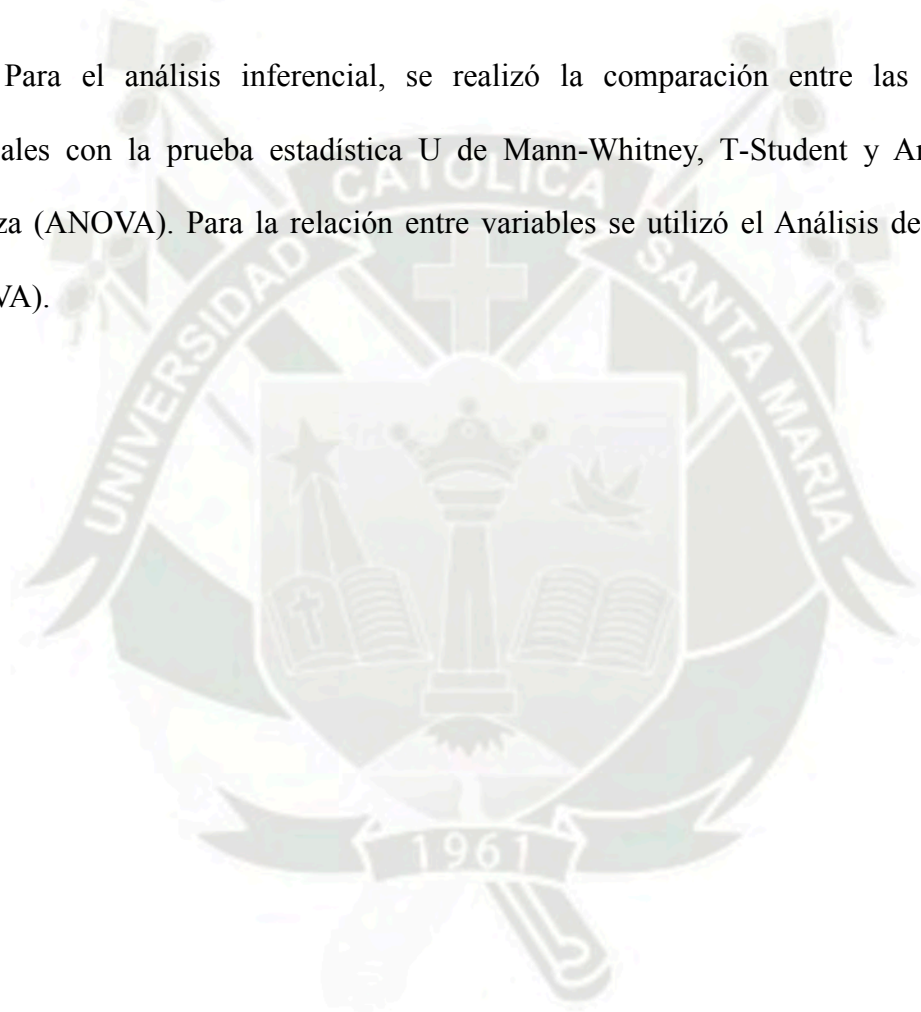 Para el análisis inferencial, se realizó la comparación entre las
ales con la prueba estadística U de Mann-Whitney, T-Student y
za (ANOVA). Para la relación entre variables se utilizó el Análisis de
VA).
UNIVERSIDAD CATOLICA SANTA MARIA
1961